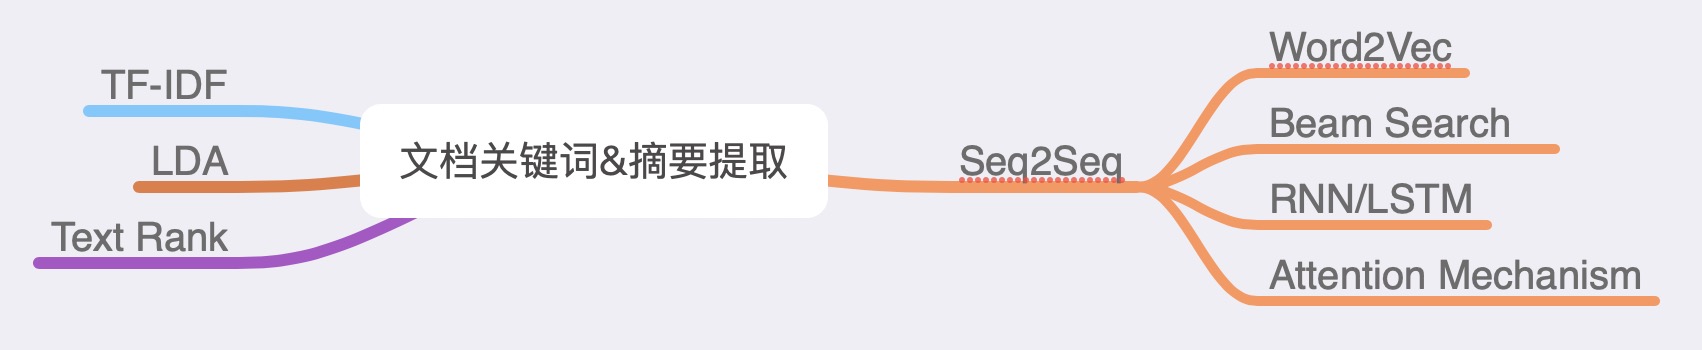 TF-IDF
LDA
Text Rank
文档关键词&摘要提取
Seq2Seq
Word2Vec
Beam Search
RNN/LSTM
Attention Mechanism